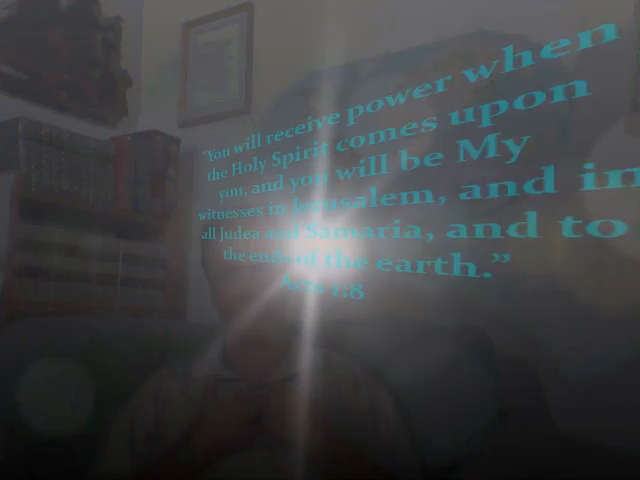 "You will receive power when
the Holy Spirit comes upon
you, and you will be My
witnesses in Jerusalem, and in
all Judea and Samaria, and to
the ends of the earth.”
Acts 1:8